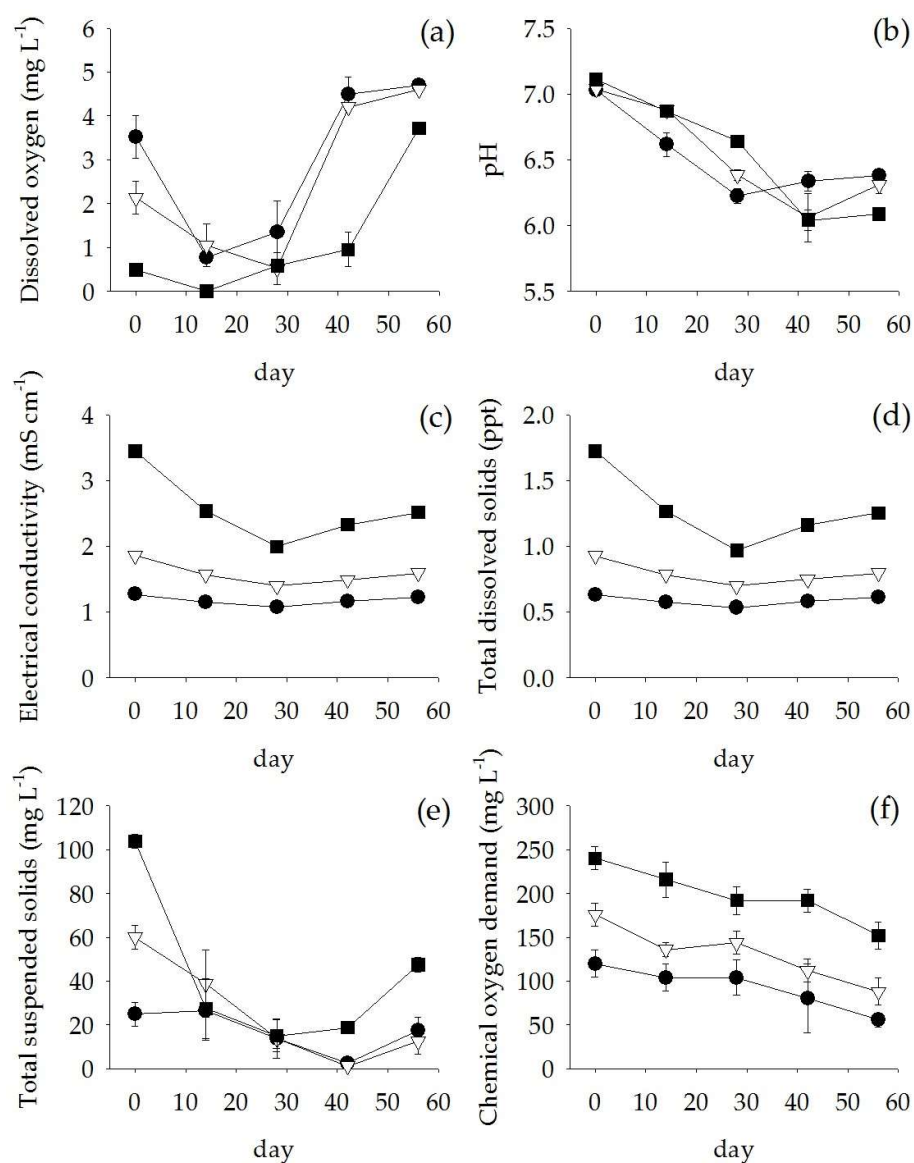 (a)
Dissolved oxygen (mg L-1)
6
5
4
3
2
1
0
0 10 20 30 40 50 60
day
(b)
pH
7.5
7.0
6.5
6.0
5.5
0 10 20 30 40 50 60
day
(c)
Electrical conductivity (mS cm-1)
4
3
2
1
0
0 10 20 30 40 50 60
day
(d)
Total dissolved solids (ppt)
2.0
1.5
1.0
0.5
0.0
0 10 20 30 40 50 60
day
(e)
Total suspended solids (mg L-1)
120
100
80
60
40
20
0
0 10 20 30 40 50 60
day
(f)
Chemical oxygen demand (mg L-1)
300
250
200
150
100
50
0
0 10 20 30 40 50 60
day